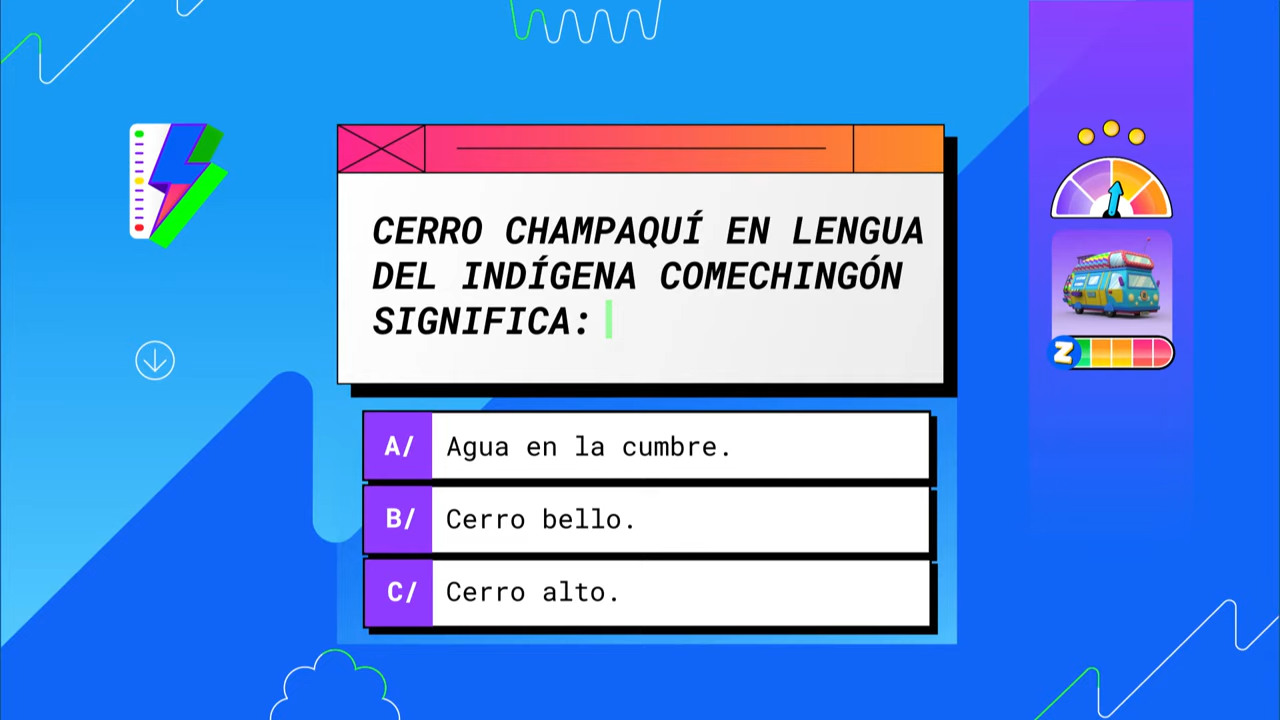 CERRO CHAMPAQUÍ EN LENGUA
DEL INDÍGENA COMECHINGÓN
SIGNIFICA:
A/ Agua en la cumbre.
B/ Cerro bello.
C/ Cerro alto.
Z